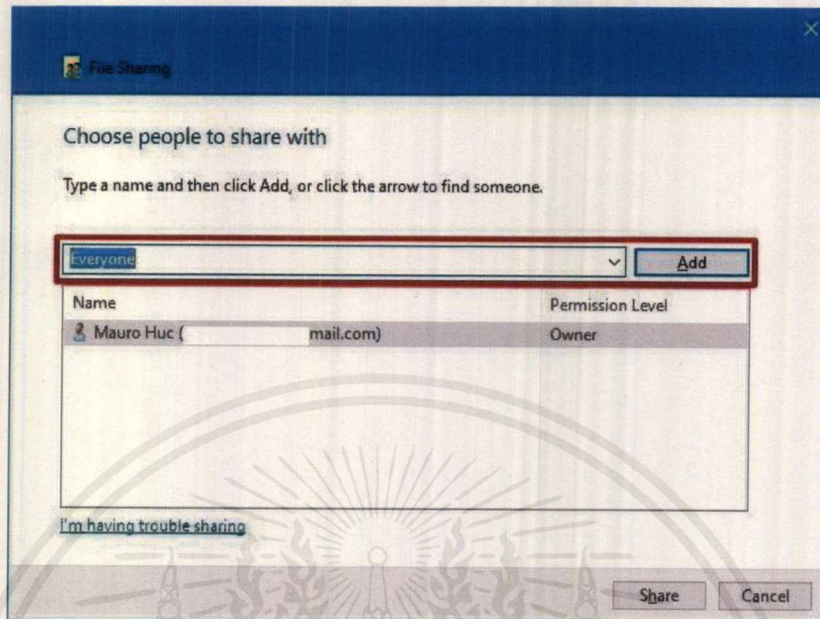 File Sharing
Choose people to share with
Type a name and then click Add, or click the arrow to find someone.
Everyone Add
Name Permission Level
Mauro Huc ( mail.com) Owner
I'm having trouble sharing
Share Cancel